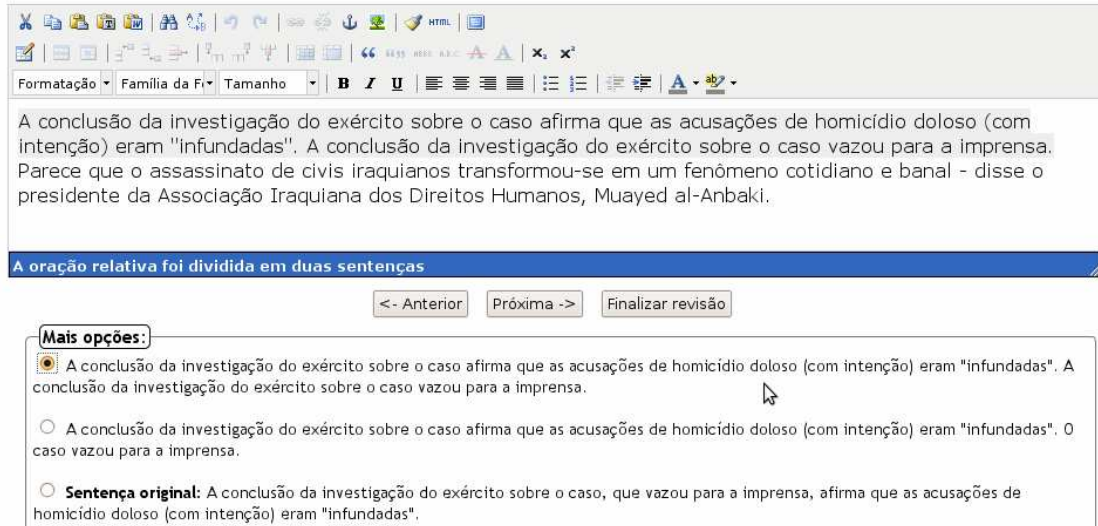 HTML
Formatação Família da F Tamanho B I U A ab
A conclusão da investigação do exército sobre o caso afirma que as acusações de homicídio doloso (com
intenção) eram "infundadas". A conclusão da investigação do exército sobre o caso vazou para a imprensa.
Parece que o assassinato de civis iraquianos transformou-se em um fenômeno cotidiano e banal - disse o
presidente da Associação Iraquiana dos Direitos Humanos, Muayed al-Anbaki.
A oração relativa foi dividida em duas sentenças
<- Anterior Próxima -> Finalizar revisão
Mais opções:
A conclusão da investigação do exército sobre o caso afirma que as acusações de homicídio doloso (com intenção) eram "infundadas". A
conclusão da investigação do exército sobre o caso vazou para a imprensa.
A conclusão da investigação do exército sobre o caso afirma que as acusações de homicídio doloso (com intenção) eram "infundadas". O
caso vazou para a imprensa.
Sentença original: A conclusão da investigação do exército sobre o caso, que vazou para a imprensa, afirma que as acusações de
homicídio doloso (com intenção) eram "infundadas".